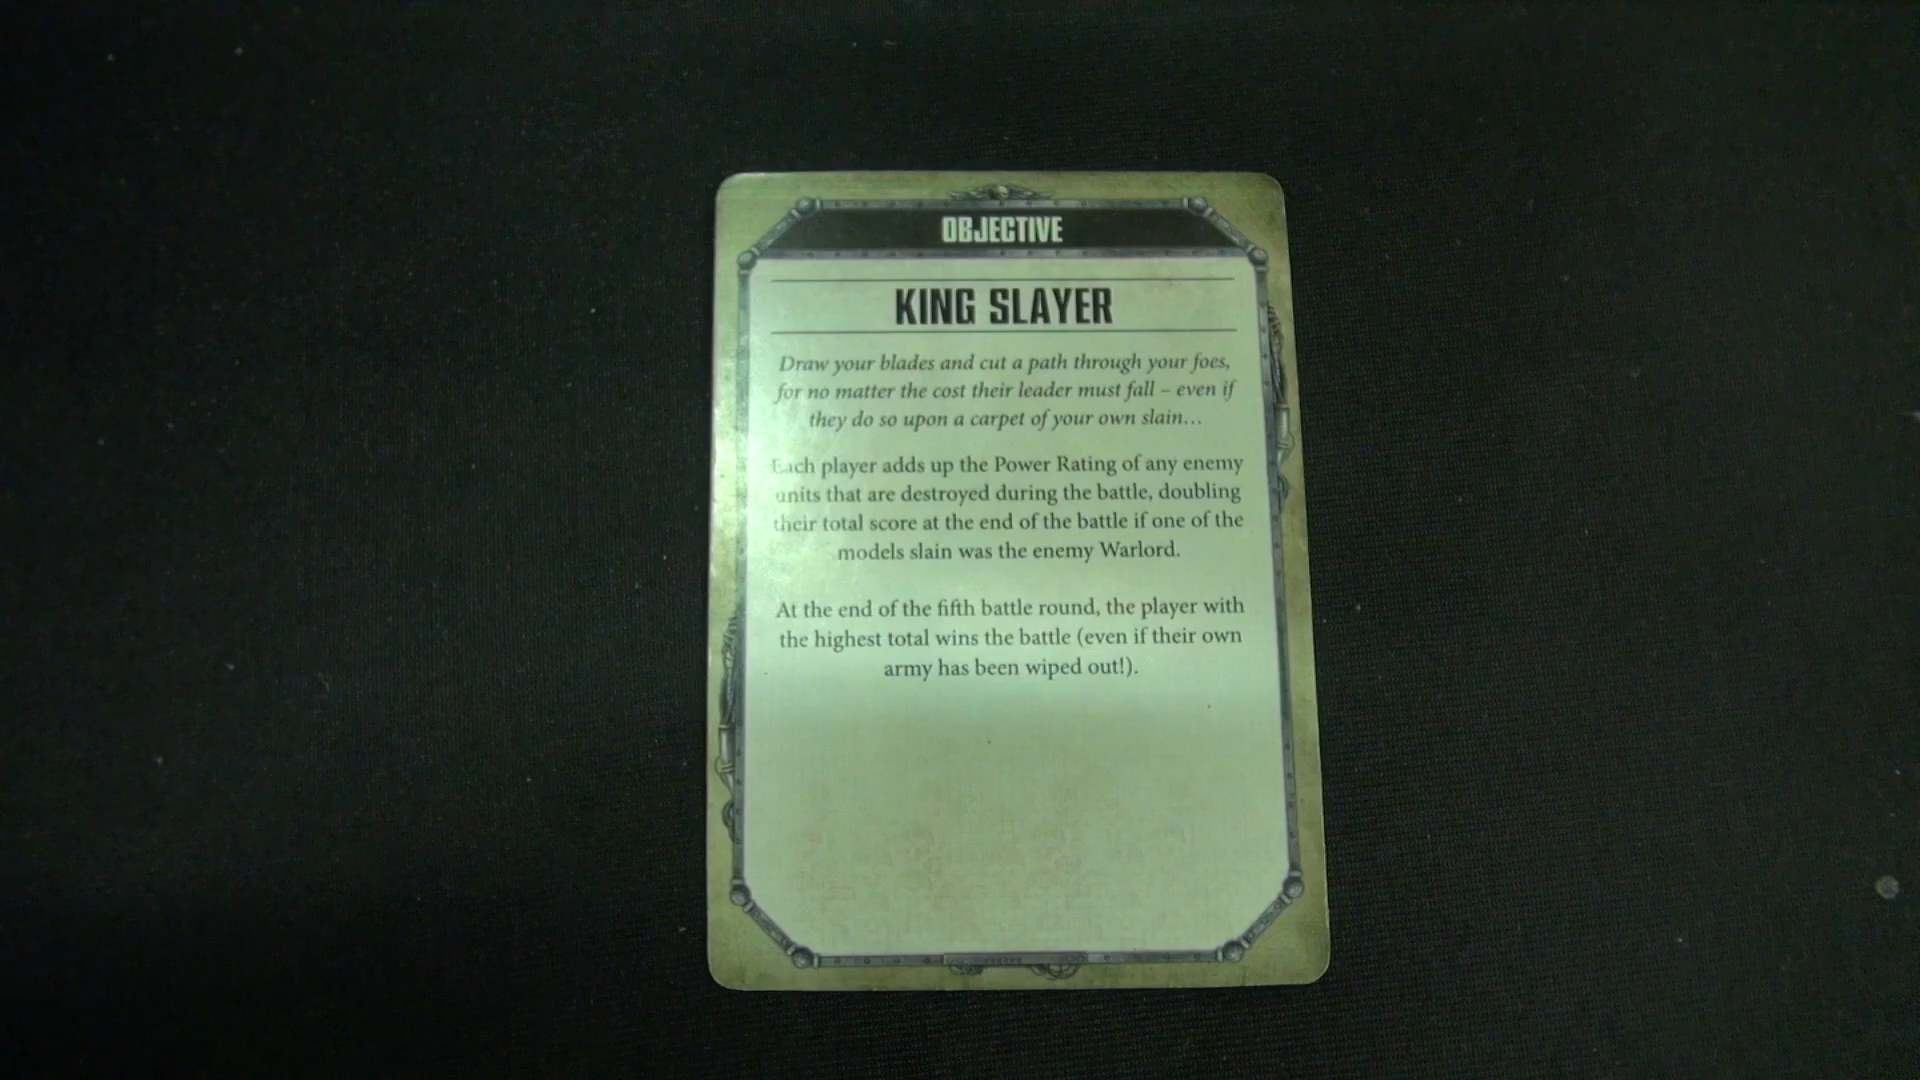 OBJECTIVE
KING SLAYER
Draw your blades and cut a path through your foes,
for no matter the cost their leader must fall – even if
they do so upon a carpet of your own slain…
Each player adds up the Power Rating of any enemy
units that are destroyed during the battle, doubling
their total score at the end of the battle if one of the
models slain was the enemy Warlord.
At the end of the fifth battle round, the player with
the highest total wins the battle (even if their own
army has been wiped out!).